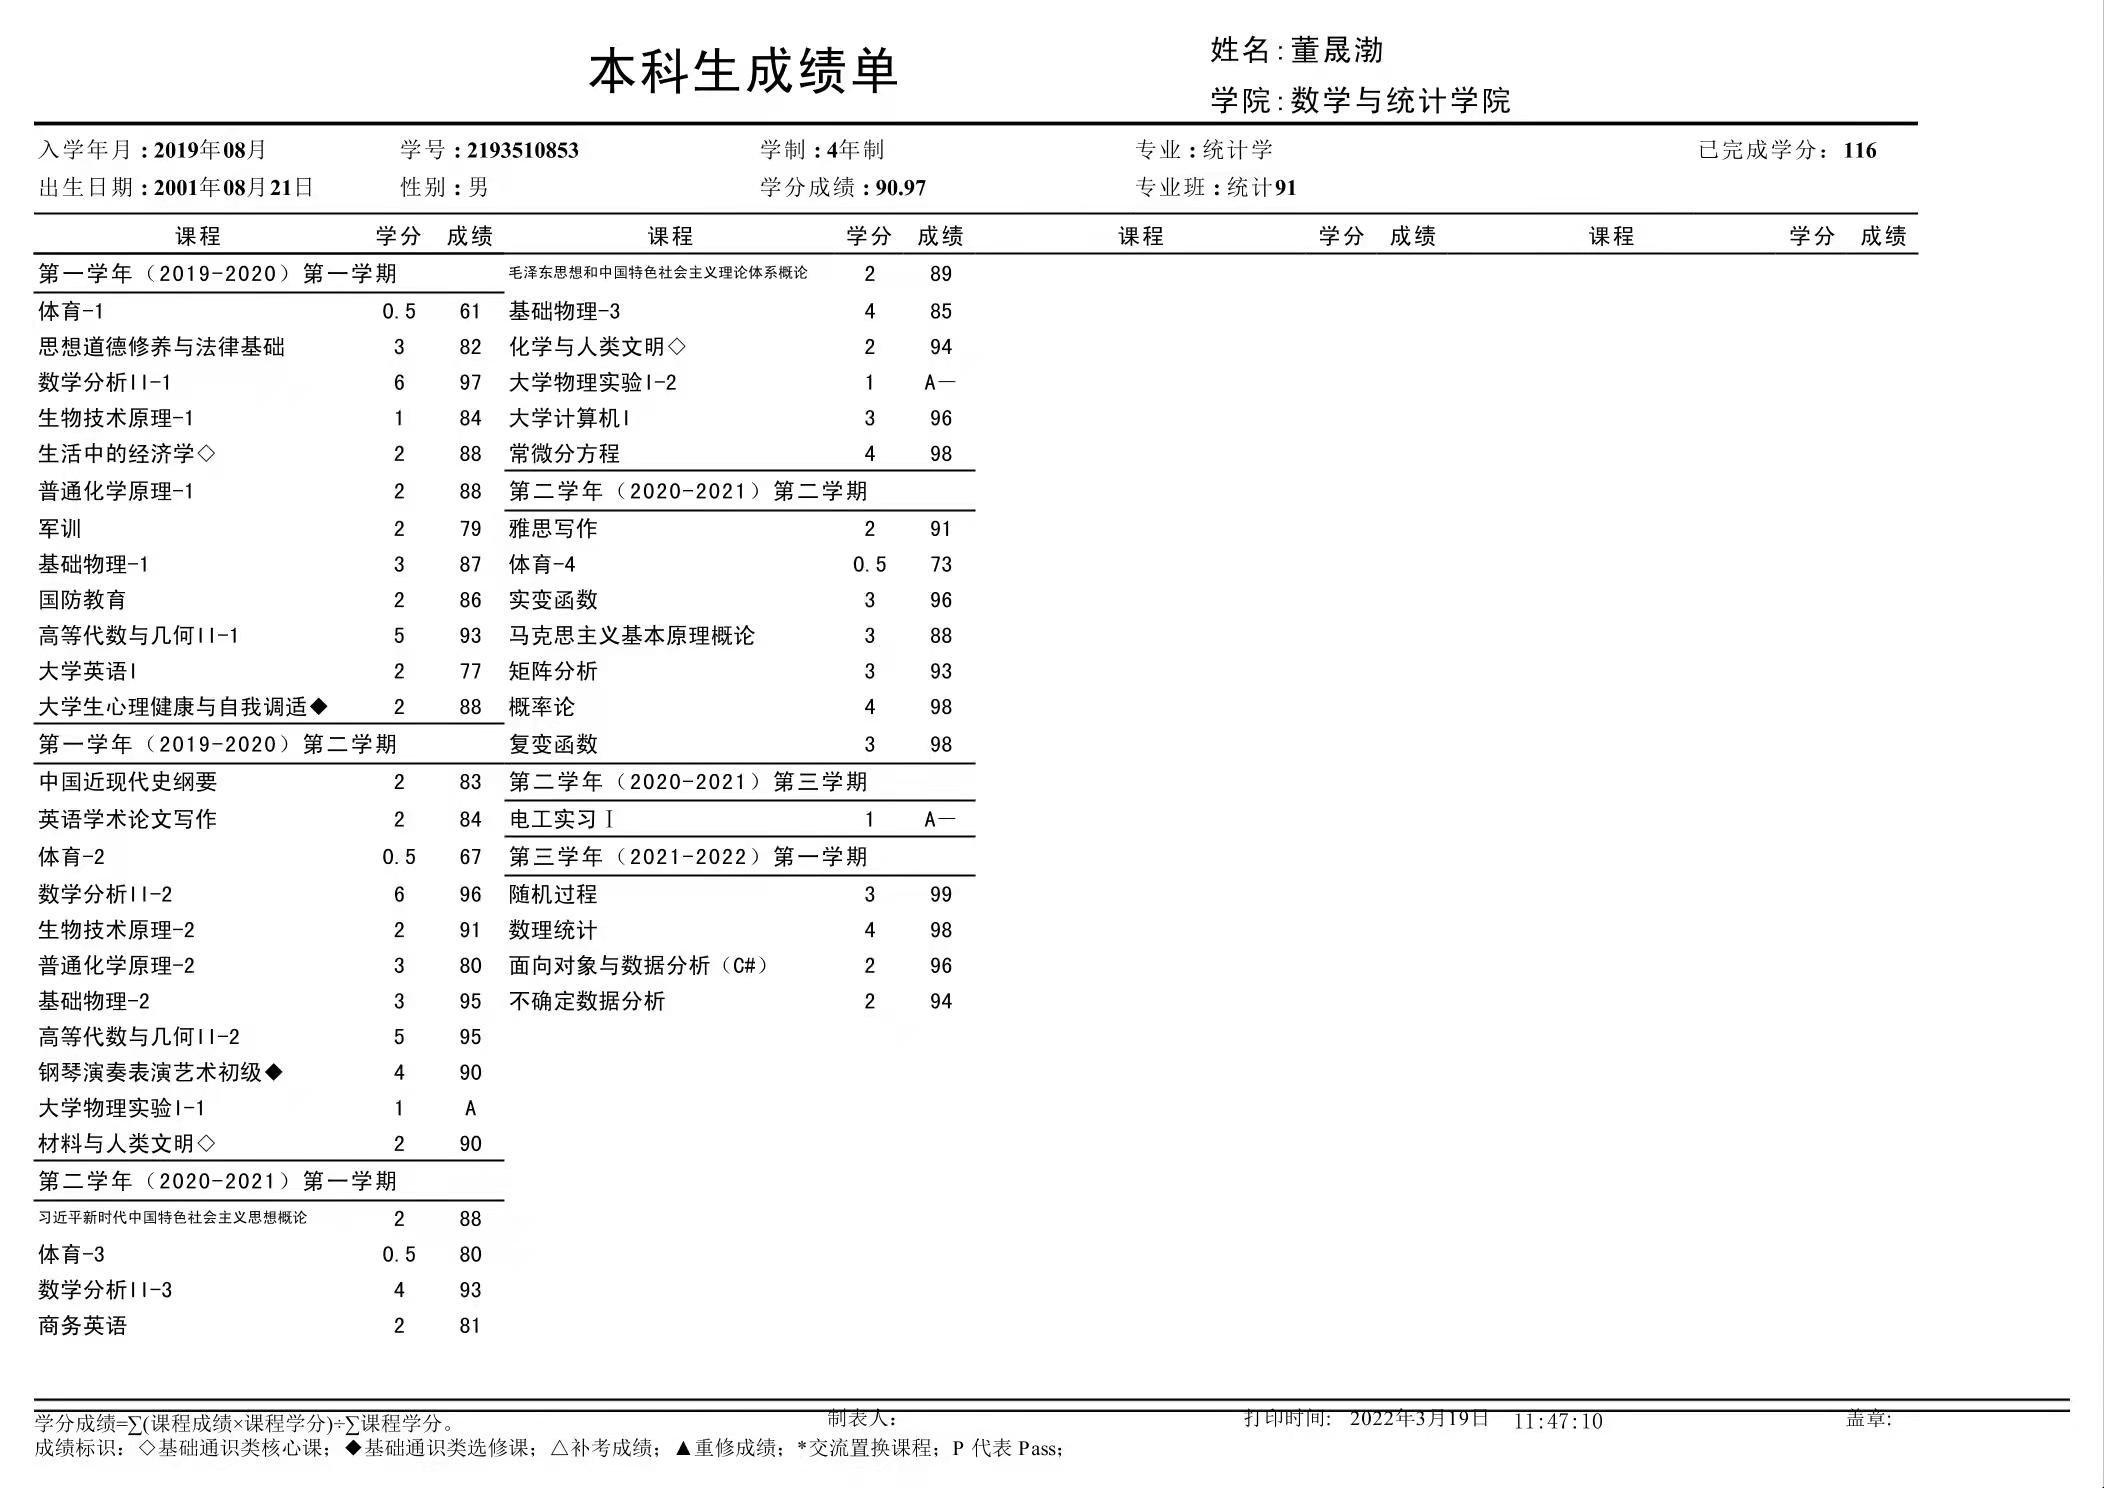 本科生成绩单
姓名:董晟渤
学院:数学与统计学院
入学年月:2019年08月 学号:2193510853 学制:4年制 专业:统计学 已完成学分：116
出生日期:2001年08月21日 性别:男 学分成绩:90.97 专业班:统计91
课程 学分 成绩 课程 学分 成绩 课程 学分 成绩 课程 学分 成绩
第一学年（2019-2020）第一学期
体育-1 0.5 61
思想道德修养与法律基础 3 82
数学分析II-1 6 97
生物技术原理-1 1 84
生活中的经济学◇ 2 88
普通化学原理-1 2 88
军训 2 79
基础物理-1 3 87
国防教育 2 86
高等代数与几何II-1 5 93
大学英语I 2 77
大学生心理健康与自我调适◆ 2 88
第一学年（2019-2020）第二学期
中国近现代史纲要 2 83
英语学术论文写作 2 84
体育-2 0.5 67
数学分析II-2 6 96
生物技术原理-2 2 91
普通化学原理-2 3 80
基础物理-2 3 95
高等代数与几何II-2 5 95
钢琴演奏表演艺术初级◆ 4 90
大学物理实验I-1 1 A
材料与人类文明◇ 2 90
第二学年（2020-2021）第一学期
习近平新时代中国特色社会主义思想概论 2 88
体育-3 0.5 80
数学分析II-3 4 93
商务英语 2 81
毛泽东思想和中国特色社会主义理论体系概论 2 89
基础物理-3 4 85
化学与人类文明◇ 2 94
大学物理实验I-2 1 A－
大学计算机I 3 96
常微分方程 4 98
第二学年（2020-2021）第二学期
雅思写作 2 91
体育-4 0.5 73
实变函数 3 96
马克思主义基本原理概论 3 88
矩阵分析 3 93
概率论 4 98
复变函数 3 98
第二学年（2020-2021）第三学期
电工实习Ⅰ 1 A－
第三学年（2021-2022）第一学期
随机过程 3 99
数理统计 4 98
面向对象与数据分析（C#） 2 96
不确定数据分析 2 94
学分成绩=∑(课程成绩×课程学分)÷∑课程学分。 制表人： 打印时间： 2022年3月19日 11:47:10 盖章:
成绩标识：◇基础通识类核心课；◆基础通识类选修课；△补考成绩；▲重修成绩；*交流置换课程；P 代表 Pass；